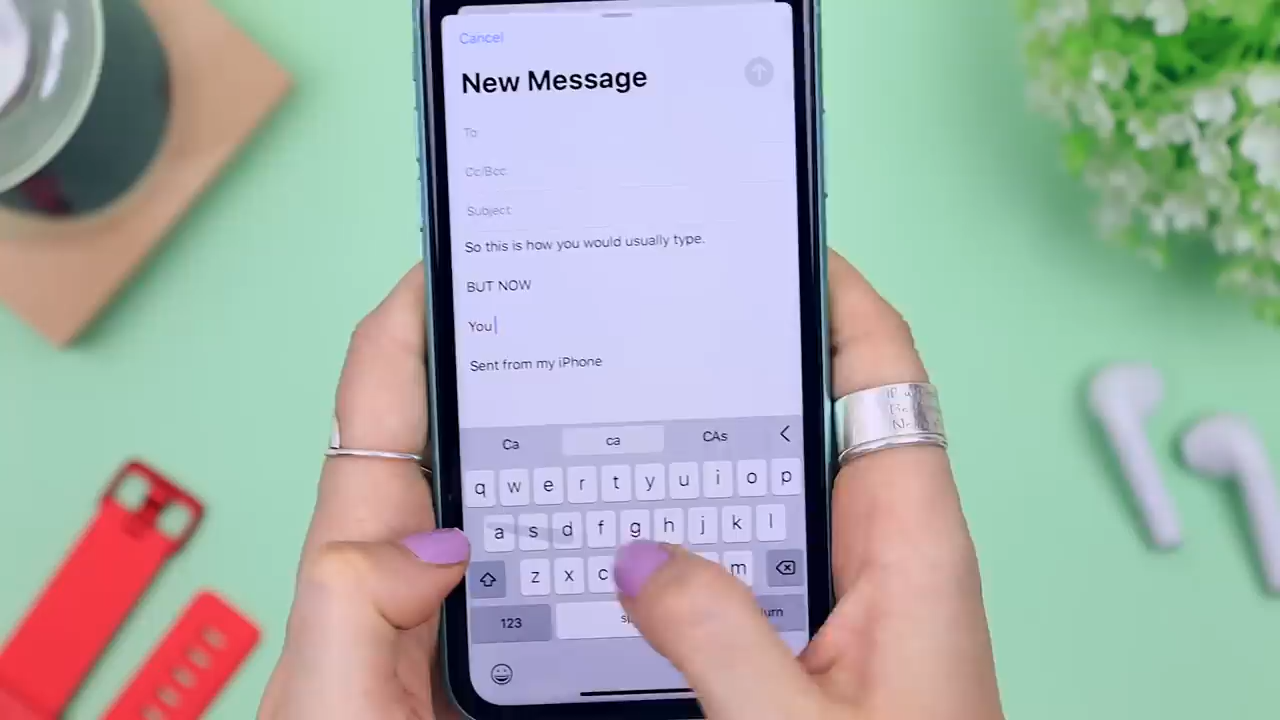 Cancel
New Message
To
Cc/Bcc
Subject
So this is how you would usually type.
BUT NOW
You
Sent from my iPhone
Ca ca CAs
q w e r t y u i o p
a s d f g h j k l
z x c m
123